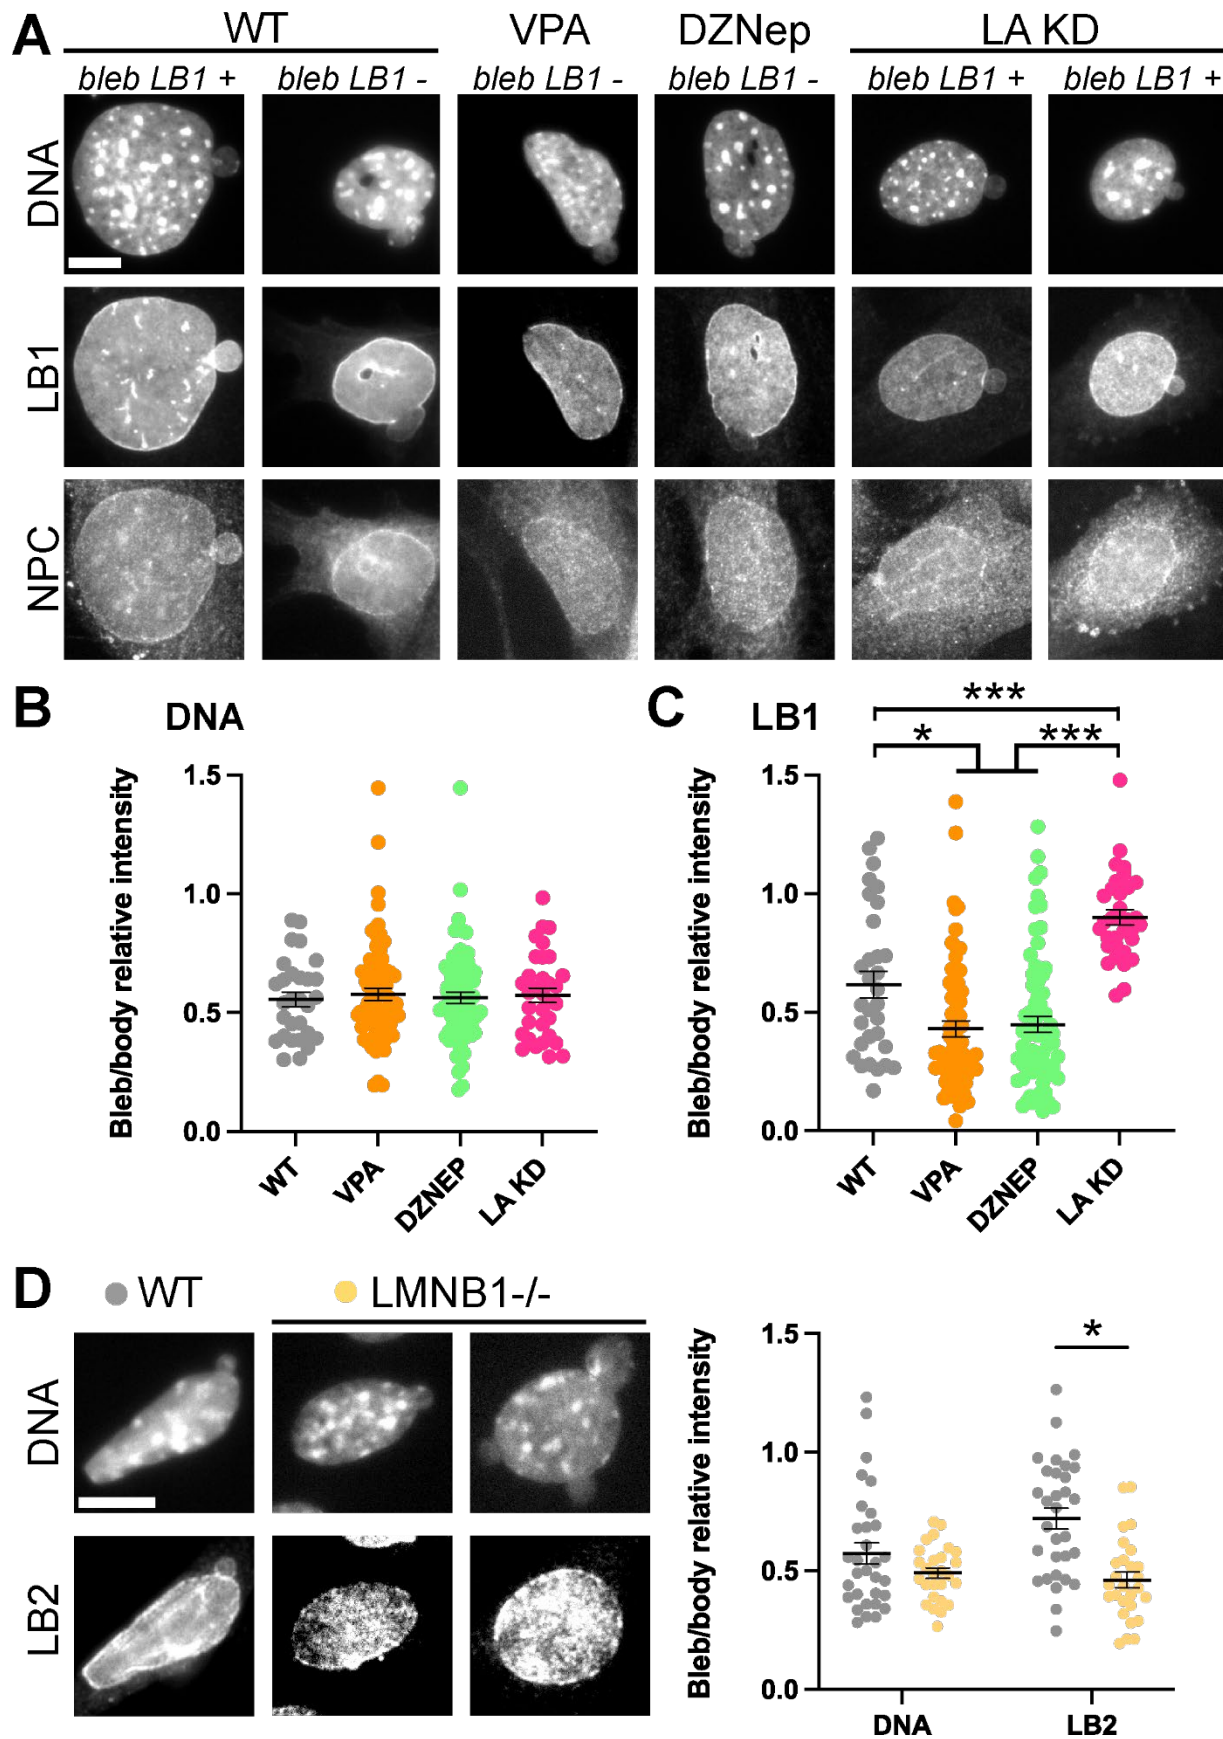 A
WT VPA DZNep LA KD
bleb LB1 + bleb LB1 - bleb LB1 - bleb LB1 - bleb LB1 + bleb LB1 +
DNA
LB1
NPC
B DNA
Bleb/body relative intensity
1.5
1.0
0.5
0.0
WT VPA DZNEP LA KD
C LB1
***
* ***
Bleb/body relative intensity
1.5
1.0
0.5
0.0
WT VPA DZNEP LA KD
D WT LMNB1-/-
DNA
LB2
*
Bleb/body relative intensity
1.5
1.0
0.5
0.0
DNA LB2